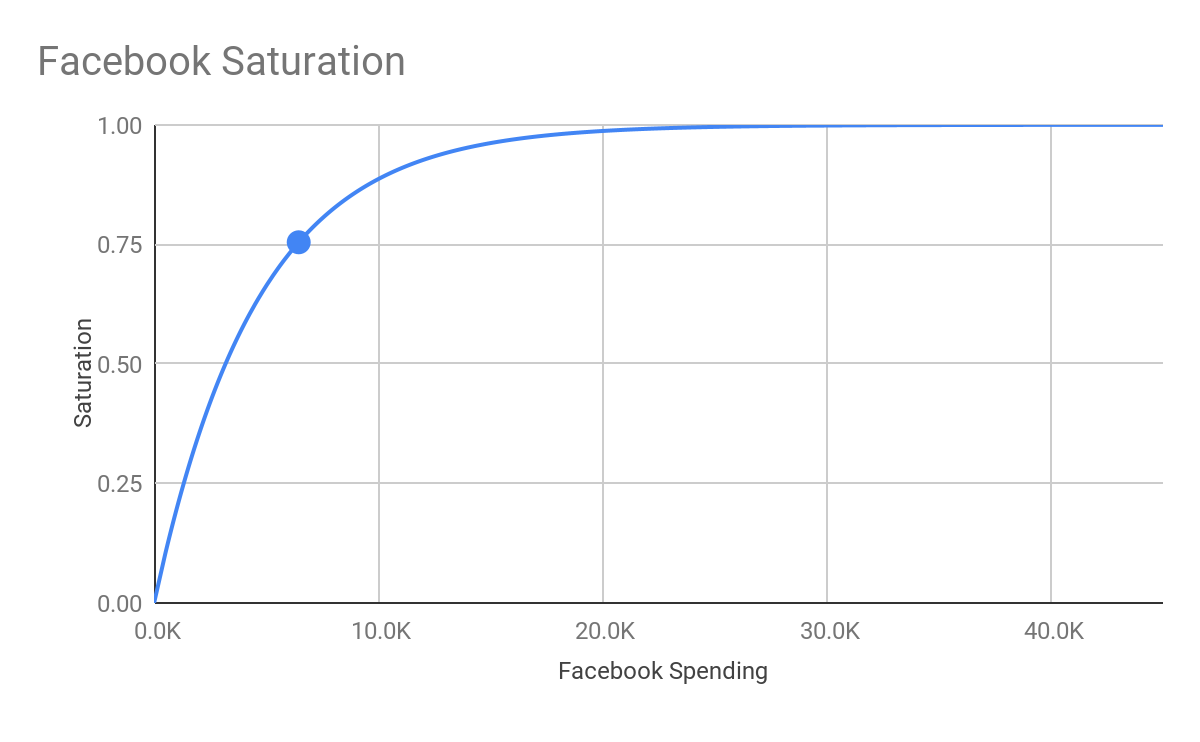 Facebook Saturation
1.00
0.75
0.50
0.25
0.00
Saturation
0.0K
10.0K
20.0K
30.0K
40.0K
Facebook Spending